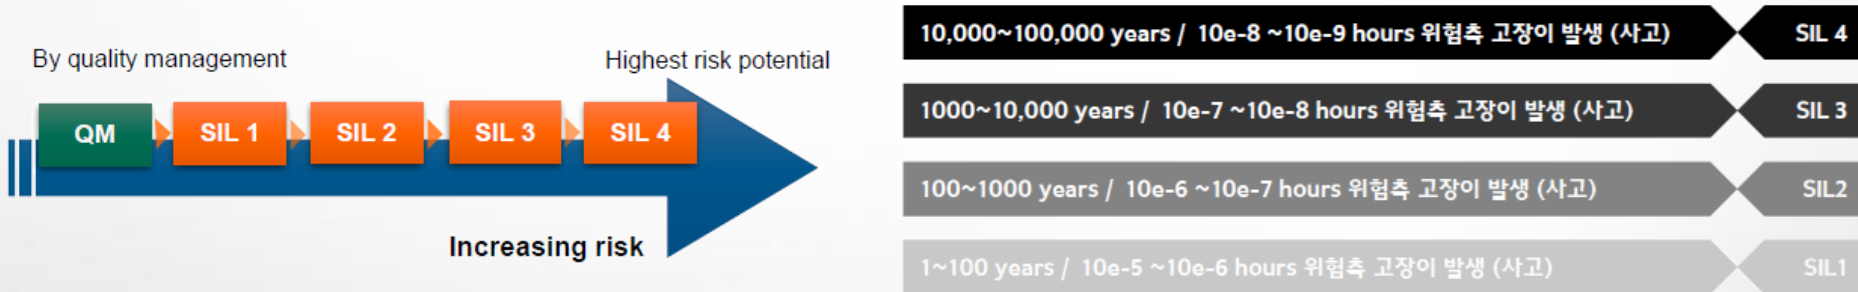 By quality management
Highest risk potential
QM
SIL 1
SIL 2
SIL 3
SIL 4
Increasing risk
10,000~100,000 years / 10e-8 ~10e-9 hours 위험측 고장이 발생 (사고)
SIL 4
1000~10,000 years / 10e-7 ~10e-8 hours 위험측 고장이 발생 (사고)
SIL 3
100~1000 years / 10e-6 ~10e-7 hours 위험측 고장이 발생 (사고)
SIL2
1~100 years / 10e-5 ~10e-6 hours 위험측 고장이 발생 (사고)
SIL1